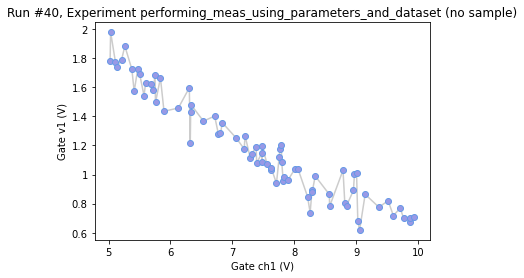 Run #40, Experiment performing_meas_using_parameters_and_dataset (no sample)
2
1.8
1.6
1.4
1.2
1
0.8
0.6
Gate v1 (V)
5 6 7 8 9 10
Gate ch1 (V)